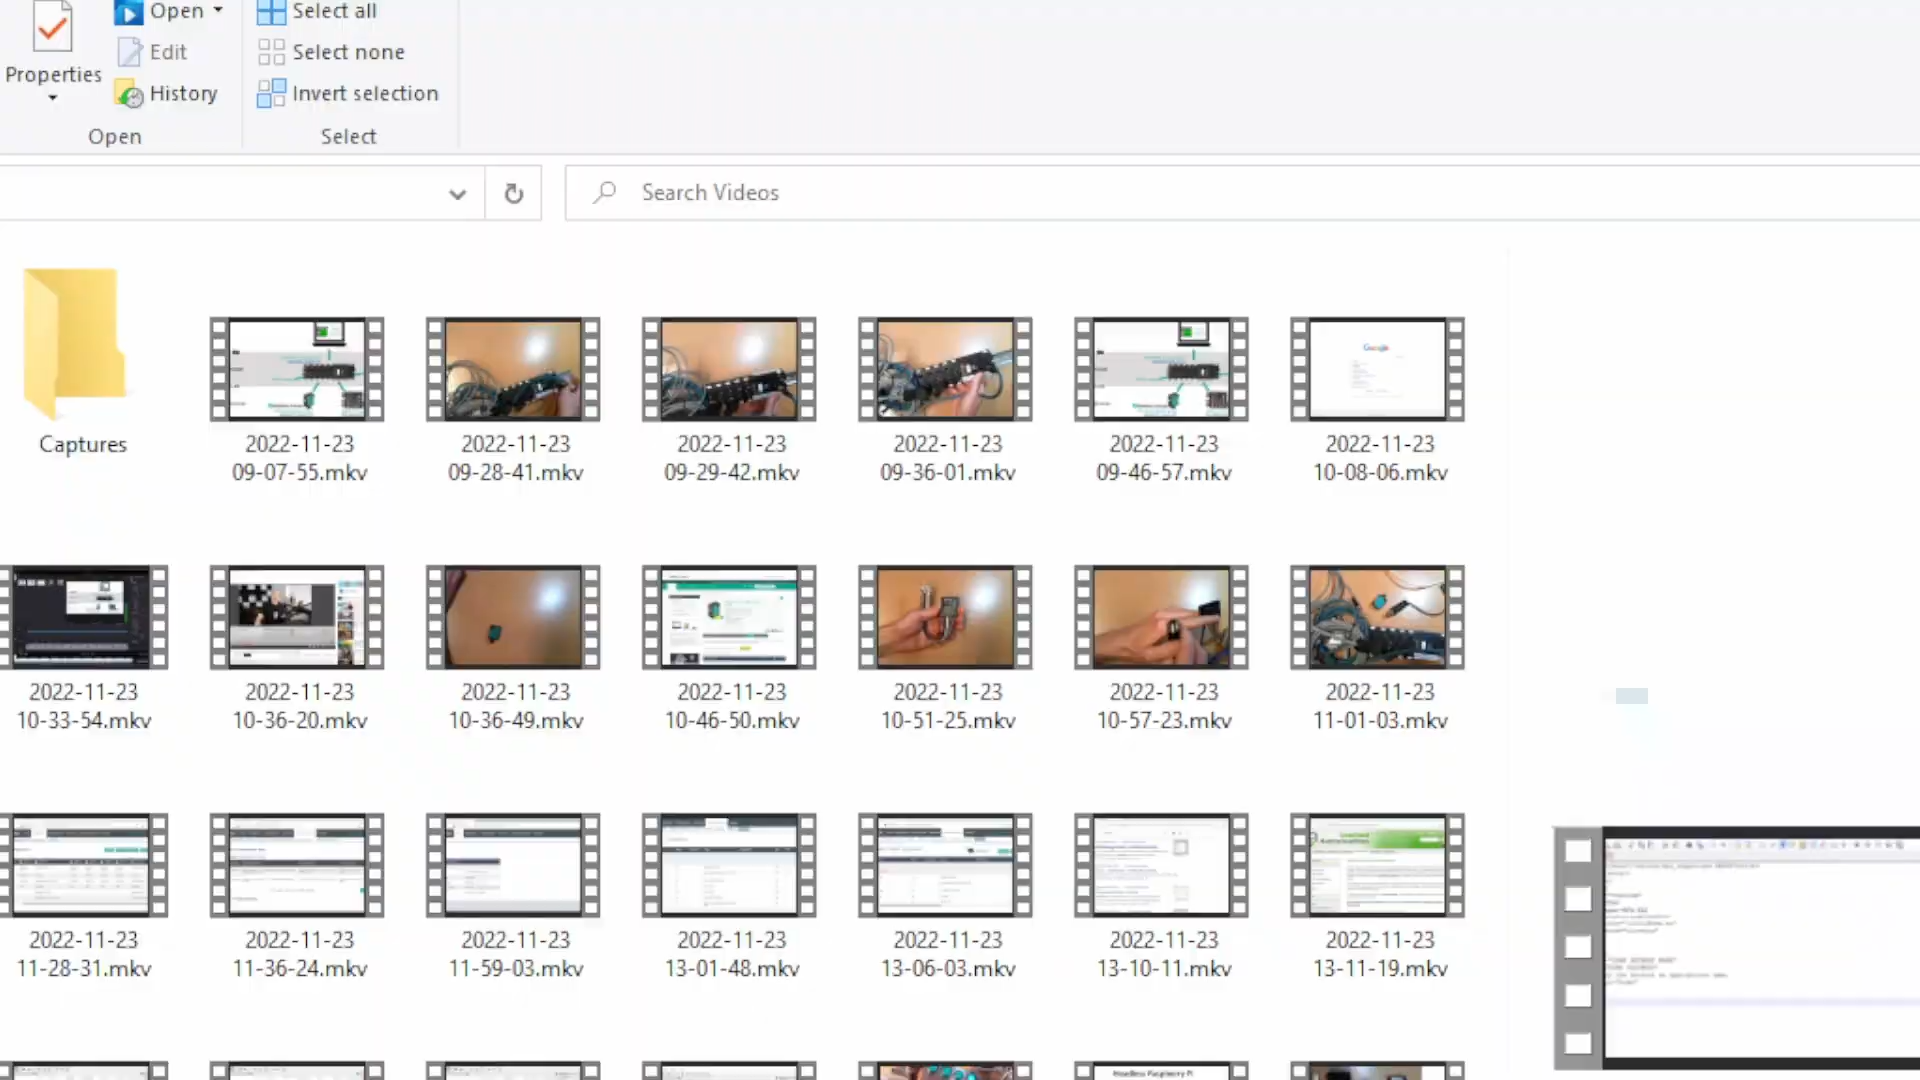 Open
Select all
Edit
Select none
Properties
History
Invert selection
Open
Select
Search Videos
Captures
2022-11-23
09-07-55.mkv
2022-11-23
09-28-41.mkv
2022-11-23
09-29-42.mkv
2022-11-23
09-36-01.mkv
2022-11-23
09-46-57.mkv
Google
2022-11-23
10-08-06.mkv
2022-11-23
10-33-54.mkv
2022-11-23
10-36-20.mkv
2022-11-23
10-36-49.mkv
2022-11-23
10-46-50.mkv
2022-11-23
10-51-25.mkv
2022-11-23
10-57-23.mkv
2022-11-23
11-01-03.mkv
2022-11-23
11-28-31.mkv
2022-11-23
11-36-24.mkv
2022-11-23
11-59-03.mkv
2022-11-23
13-01-48.mkv
2022-11-23
13-06-03.mkv
2022-11-23
13-10-11.mkv
2022-11-23
13-11-19.mkv
Headless Raspberry Pi